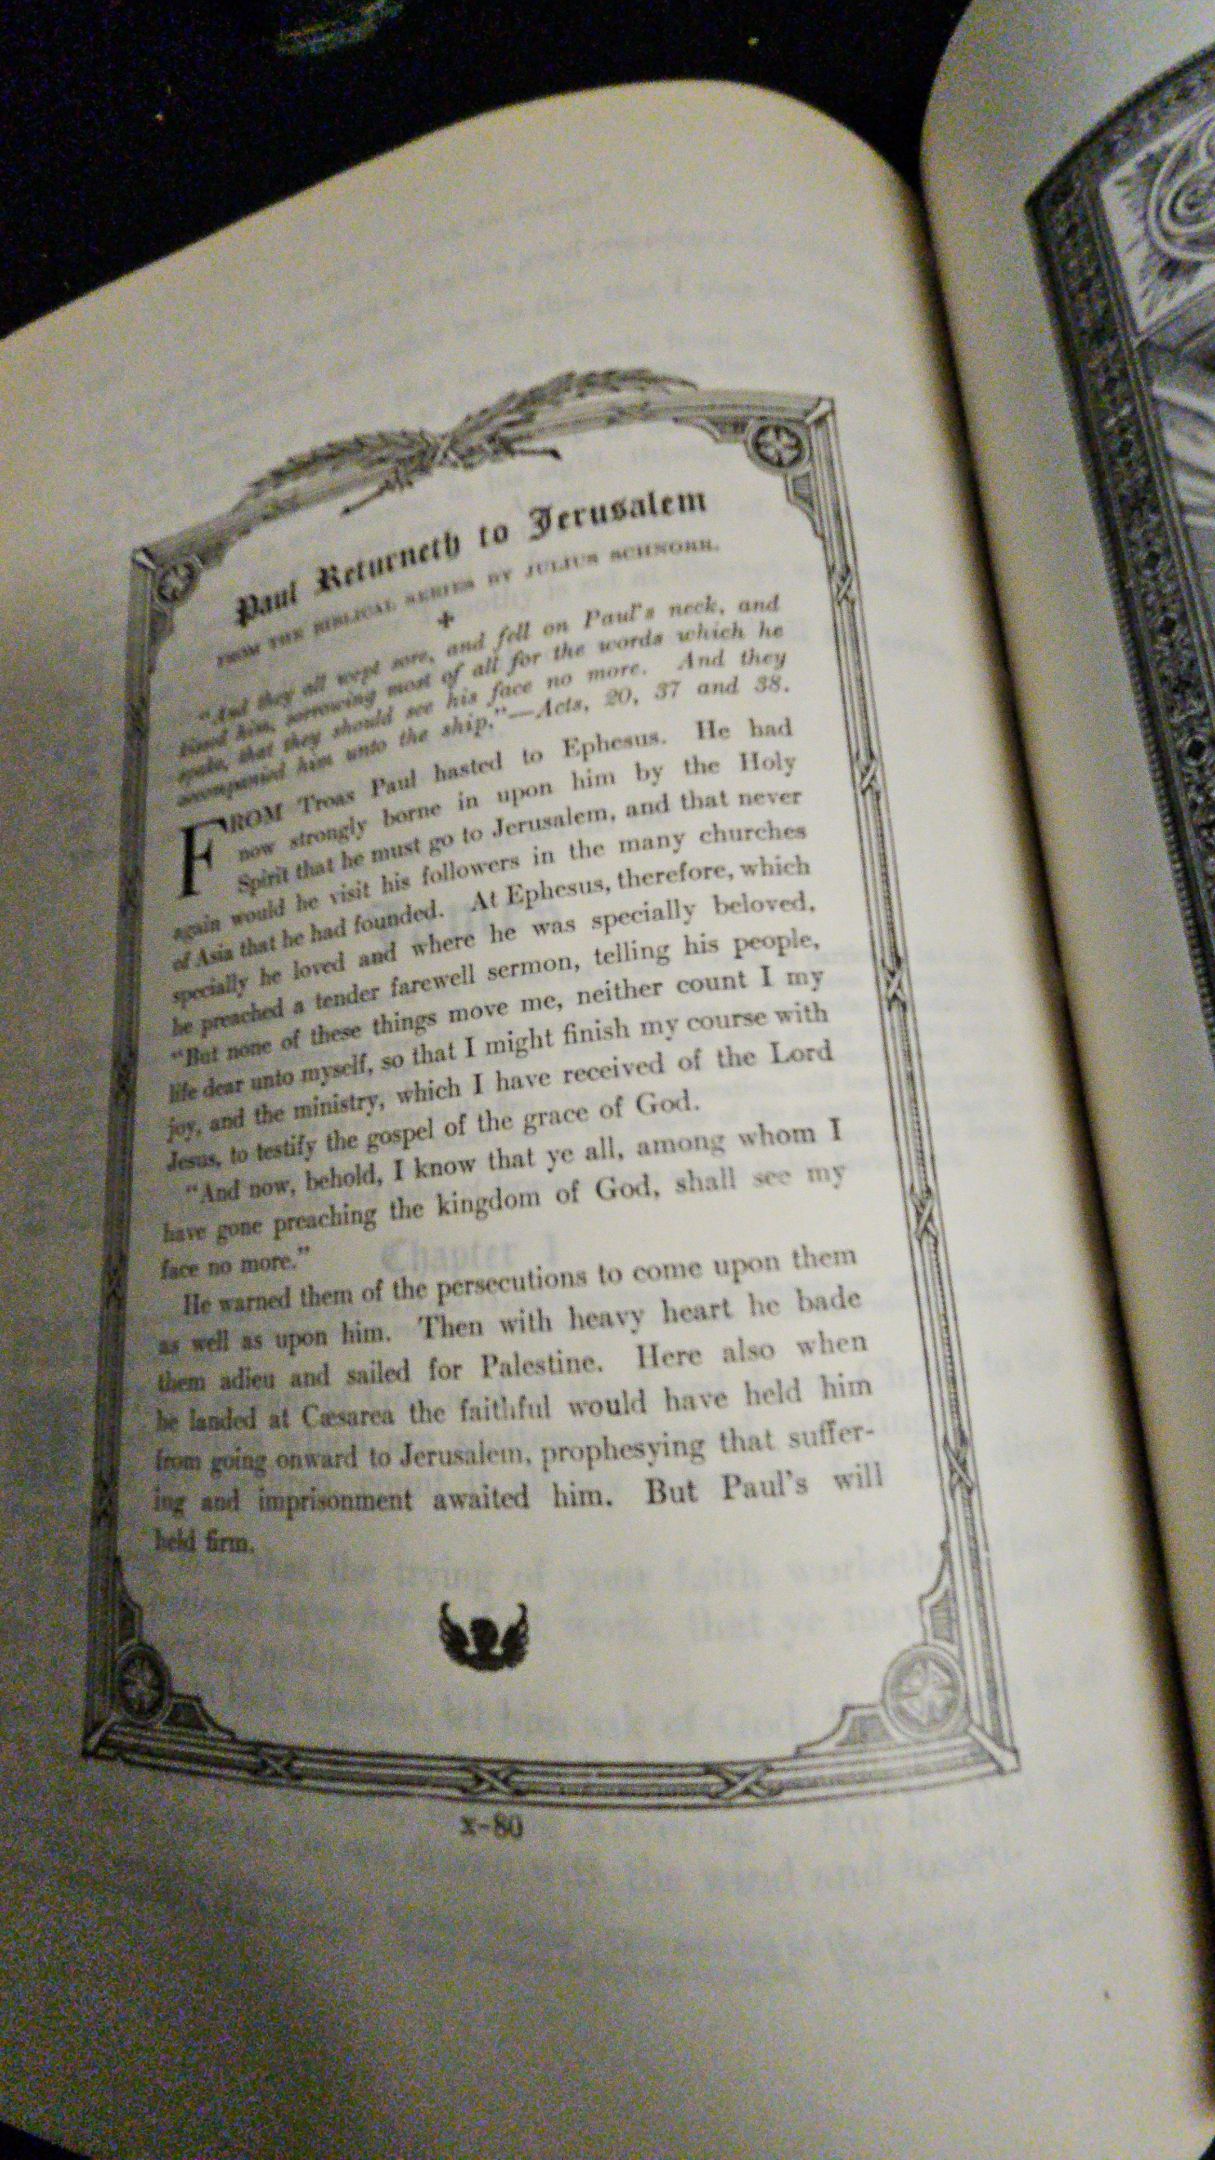 Paul Returneth to Jerusalem
FROM THE BIBLICAL SERIES BY JULIUS SCHNORR.
"And they all wept sore, and fell on Paul's neck, and
kissed him, sorrowing most of all for the words which he
spake, that they should see his face no more. And they
accompanied him unto the ship."—Acts, 20, 37 and 38.
FROM Troas Paul hasted to Ephesus. He had
now strongly borne in upon him by the Holy
Spirit that he must go to Jerusalem, and that never
again would he visit his followers in the many churches
of Asia that he had founded. At Ephesus, therefore, which
specially he loved and where he was specially beloved,
he preached a tender farewell sermon, telling his people,
"But none of these things move me, neither count I my
life dear unto myself, so that I might finish my course with
joy, and the ministry, which I have received of the Lord
Jesus, to testify the gospel of the grace of God.
"And now, behold, I know that ye all, among whom I
have gone preaching the kingdom of God, shall see my
face no more."
He warned them of the persecutions to come upon them
as well as upon him. Then with heavy heart he bade
them adieu and sailed for Palestine. Here also when
he landed at Cæsarea the faithful would have held him
from going onward to Jerusalem, prophesying that suffer-
ing and imprisonment awaited him. But Paul's will
held firm.
X-80